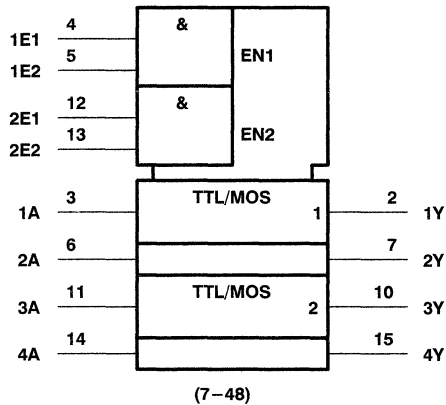 4 &
1E1
5 EN1
1E2
12 &
2E1
13 EN2
2E2
3 TTL/MOS 2
1A 1 1Y
6 7
2A 2Y
11 TTL/MOS 10
3A 2 3Y
14 15
4A 4Y
(7–48)